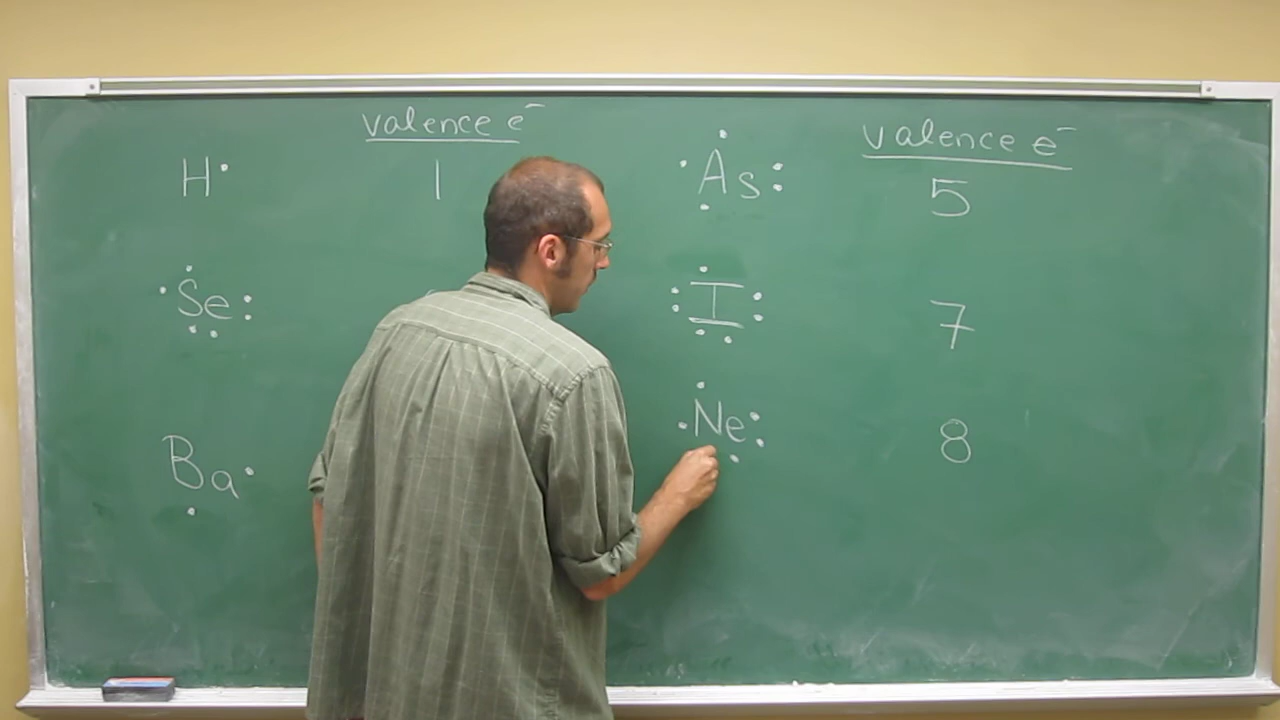 valence e⁻
H 1
Se
Ba
valence e⁻
As 5
I 7
Ne 8